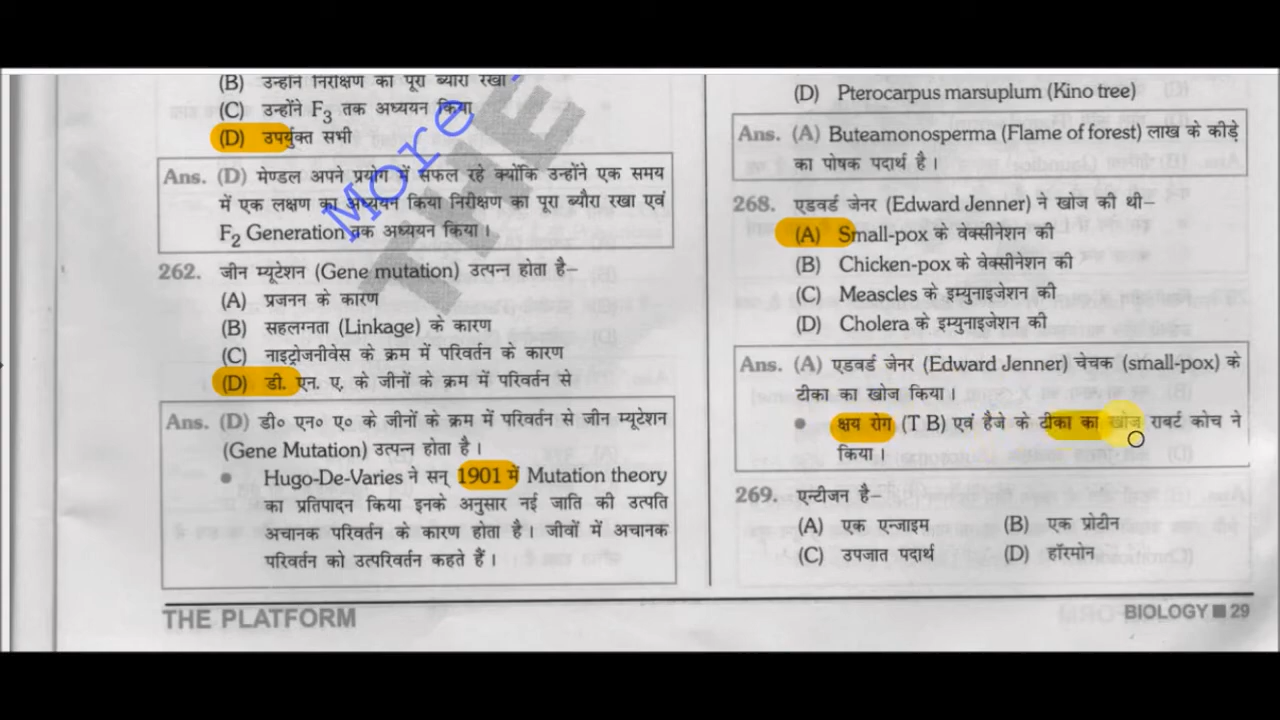 (B) उन्होंने निरीक्षण का पूरा ब्यारा रखा
(C) उन्होंने F3 तक अध्ययन किया
(D) उपर्युक्त सभी
Ans. (D) मेण्डल अपने प्रयोग में सफल रहे क्योंकि उन्होंने एक समय
में एक लक्षण का अध्ययन किया निरीक्षण का पूरा ब्यौरा रखा एवं
F2 Generation तक अध्ययन किया।
262. जीन म्यूटेशन (Gene mutation) उत्पन्न होता है–
(A) प्रजनन के कारण
(B) सहलग्नता (Linkage) के कारण
(C) नाइट्रोजनीवेस के क्रम में परिवर्तन के कारण
(D) डी. एन. ए. के जीनों के क्रम में परिवर्तन से
Ans. (D) डी० एन० ए० के जीनों के क्रम में परिवर्तन से जीन म्यूटेशन
(Gene Mutation) उत्पन्न होता है।
• Hugo-De-Varies ने सन् 1901 में Mutation theory
का प्रतिपादन किया इनके अनुसार नई जाति की उत्पति
अचानक परिवर्तन के कारण होता है। जीवों में अचानक
परिवर्तन को उत्परिवर्तन कहते हैं।
More
THE
(D) Pterocarpus marsuplum (Kino tree)
Ans. (A) Buteamonosperma (Flame of forest) लाख के कीड़े
का पोषक पदार्थ है।
268. एडवर्ड जेनर (Edward Jenner) ने खोज की थी–
(A) Small-pox के वेक्सीनेशन की
(B) Chicken-pox के वेक्सीनेशन की
(C) Meascles के इम्युनाइजेशन की
(D) Cholera के इम्युनाइजेशन की
Ans. (A) एडवर्ड जेनर (Edward Jenner) चेचक (small-pox) के
टीका का खोज किया।
• क्षय रोग (T B) एवं हैजे के टीका का खोज राबर्ट कोच ने
किया।
269. एन्टीजन है–
(A) एक एन्जाइम (B) एक प्रोटीन
(C) उपजात पदार्थ (D) हॉरमोन
THE PLATFORM
BIOLOGY ■ 29